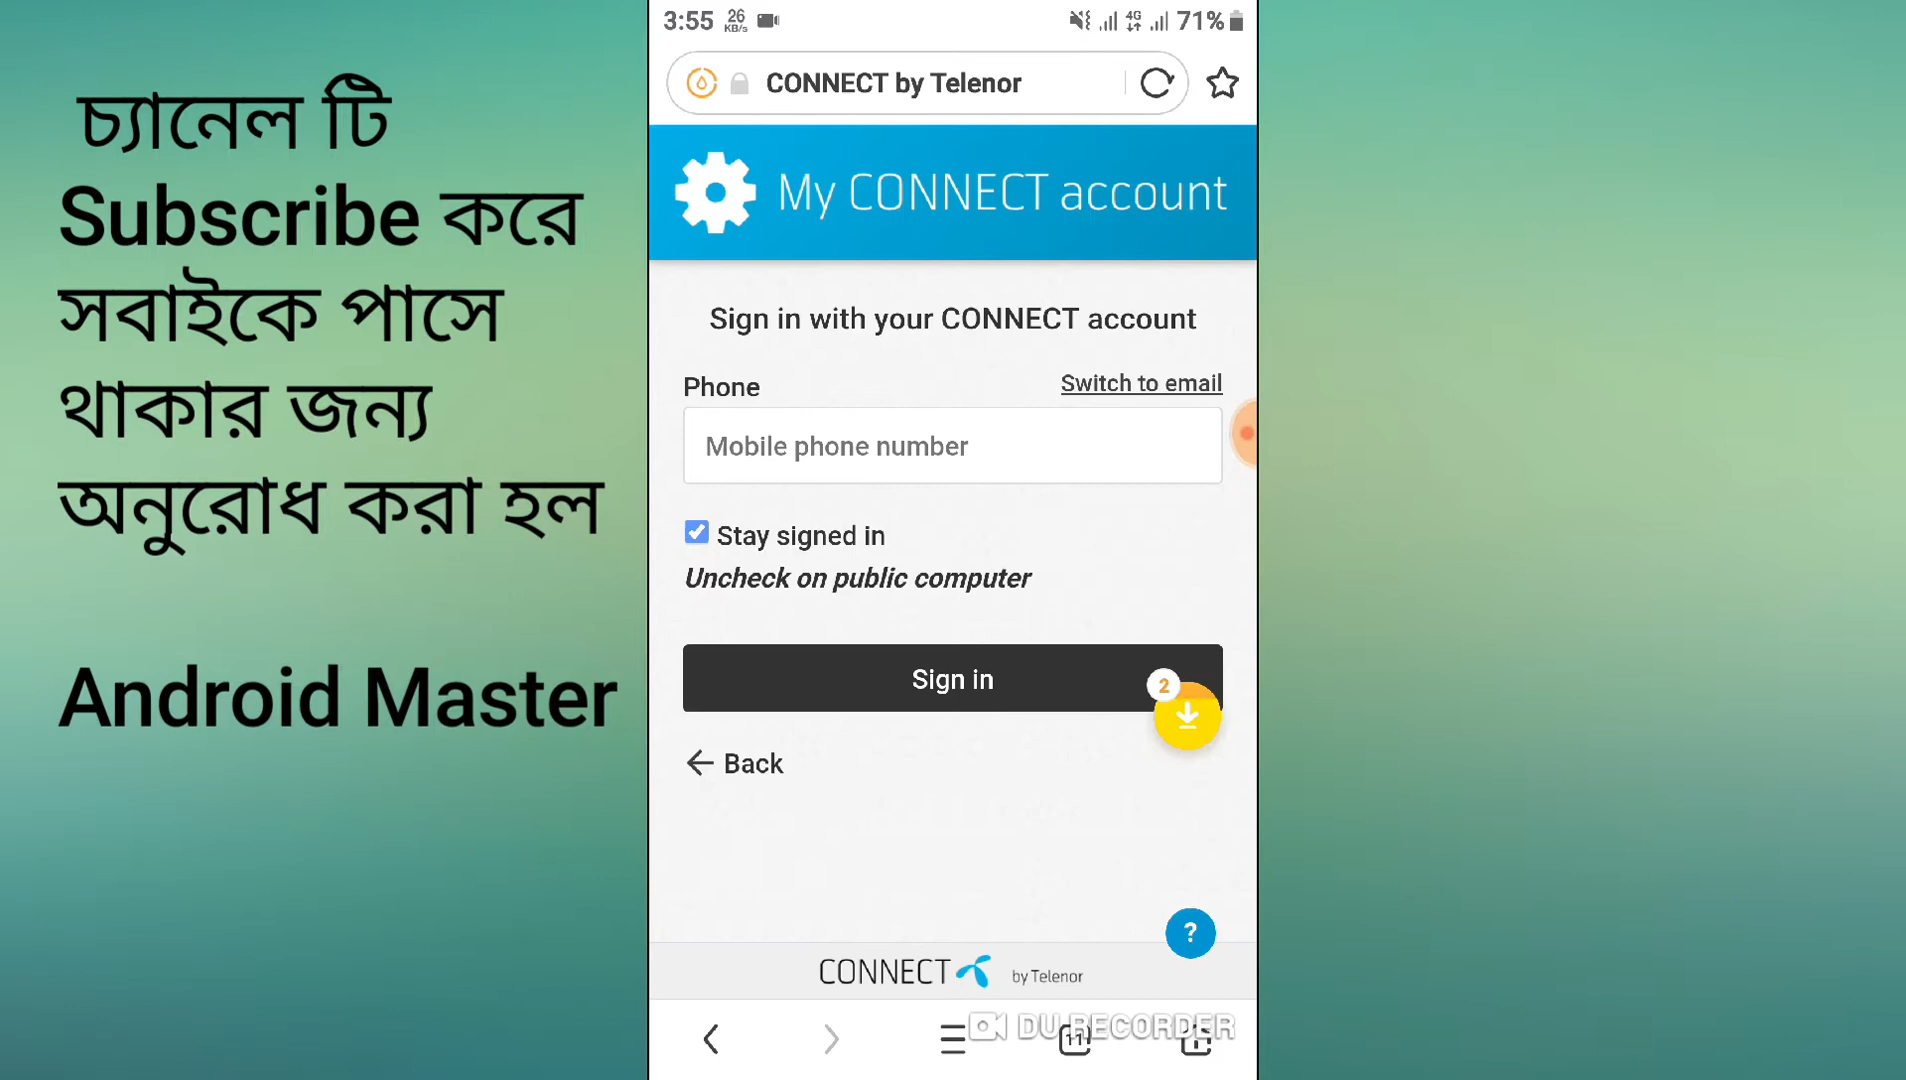 চ্যানেল টি
Subscribe করে
সবাইকে পাসে
থাকার জন্য
অনুরোধ করা হল
Android Master
3:55 26 KB/s 4G 71%
CONNECT by Telenor
My CONNECT account
Sign in with your CONNECT account
Phone Switch to email
Mobile phone number
Stay signed in
Uncheck on public computer
Sign in
2
Back
?
CONNECT by Telenor
DU RECORDER
11